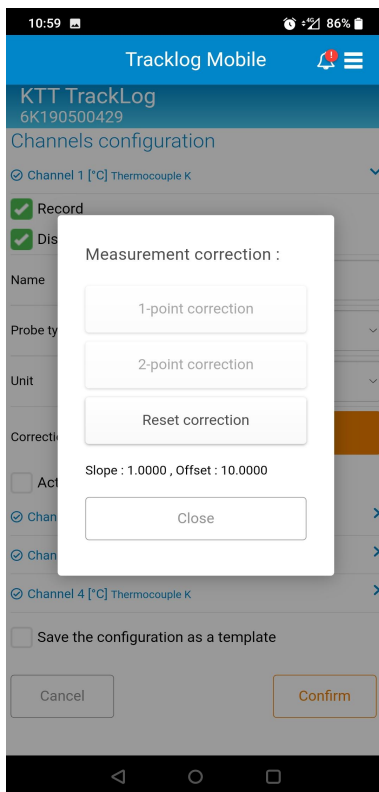 10:59
4G 86%
Tracklog Mobile
KTT TrackLog
6K190500429
Channels configuration
Channel 1 [°C] Thermocouple K
Record
Dis
Name
Probe ty
Unit
Correcti
Act
Chan
Chan
Channel 4 [°C] Thermocouple K
Save the configuration as a template
Cancel
Confirm
Measurement correction :
1-point correction
2-point correction
Reset correction
Slope : 1.0000 , Offset : 10.0000
Close